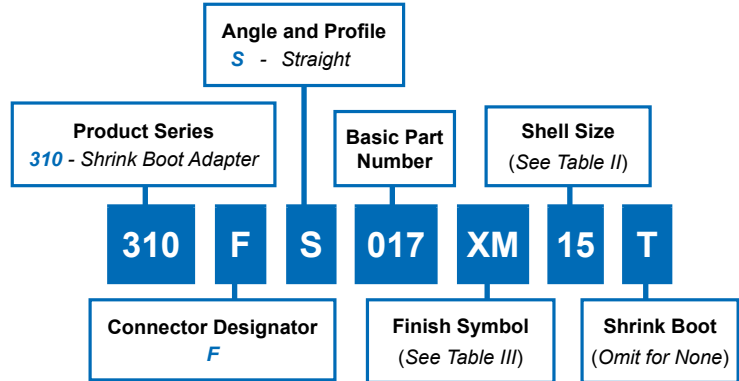 Angle and Profile
S - Straight
Product Series
310 - Shrink Boot Adapter
Basic Part
Number
Shell Size
(See Table II)
310 F S 017 XM 15 T
Connector Designator
F
Finish Symbol
(See Table III)
Shrink Boot
(Omit for None)